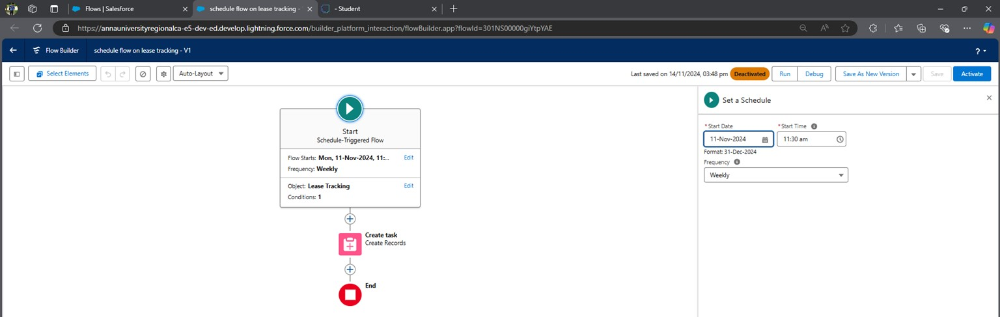 Flows | Salesforce
schedule flow on lease tracking -
- Student
https://annauniversityregionalca-e5-dev-ed.develop.lightning.force.com/builder_platform_interaction/flowBuilder.app?flowId=301NS00000giYtpYAE
Flow Builder
schedule flow on lease tracking - V1
?
Select Elements
Auto-Layout
Last saved on 14/11/2024, 03:48 pm
Deactivated
Run
Debug
Save As New Version
Save
Activate
Start
Schedule-Triggered Flow
Flow Starts: Mon, 11-Nov-2024, 11:...
Edit
Frequency: Weekly
Object: Lease Tracking
Edit
Conditions: 1
Create task
Create Records
End
Set a Schedule
* Start Date
* Start Time
11-Nov-2024
11:30 am
Format: 31-Dec-2024
Frequency
Weekly